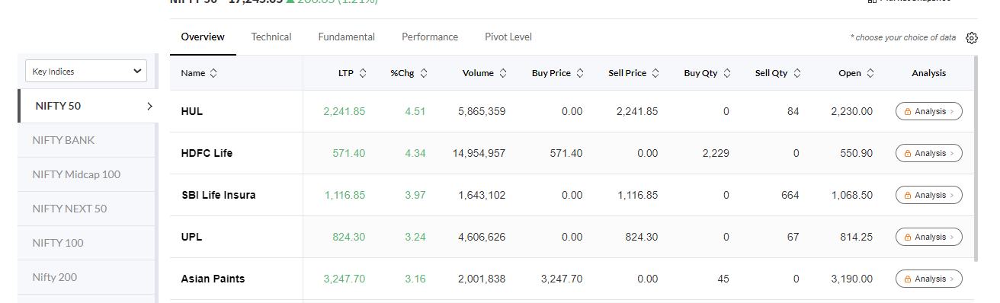 Overview Technical Fundamental Performance Pivot Level * choose your choice of data
Key Indices
Name LTP %Chg Volume Buy Price Sell Price Buy Qty Sell Qty Open Analysis
NIFTY 50
HUL 2,241.85 4.51 5,865,359 0.00 2,241.85 0 84 2,230.00 Analysis
NIFTY BANK
HDFC Life 571.40 4.34 14,954,957 571.40 0.00 2,229 0 550.90 Analysis
NIFTY Midcap 100
SBI Life Insura 1,116.85 3.97 1,643,102 0.00 1,116.85 0 664 1,068.50 Analysis
NIFTY NEXT 50
UPL 824.30 3.24 4,606,626 0.00 824.30 0 67 814.25 Analysis
NIFTY 100
Nifty 200
Asian Paints 3,247.70 3.16 2,001,838 3,247.70 0.00 45 0 3,190.00 Analysis